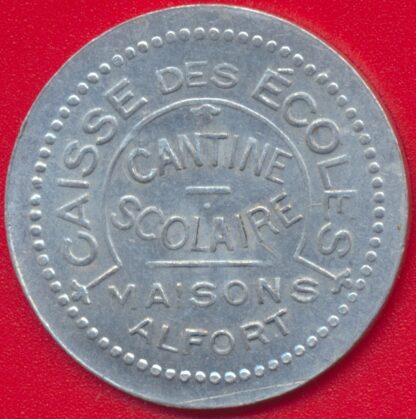 CAISSE DES ÉCOLES
CANTINE
SCOLAIRE
MAISONS
ALFORT